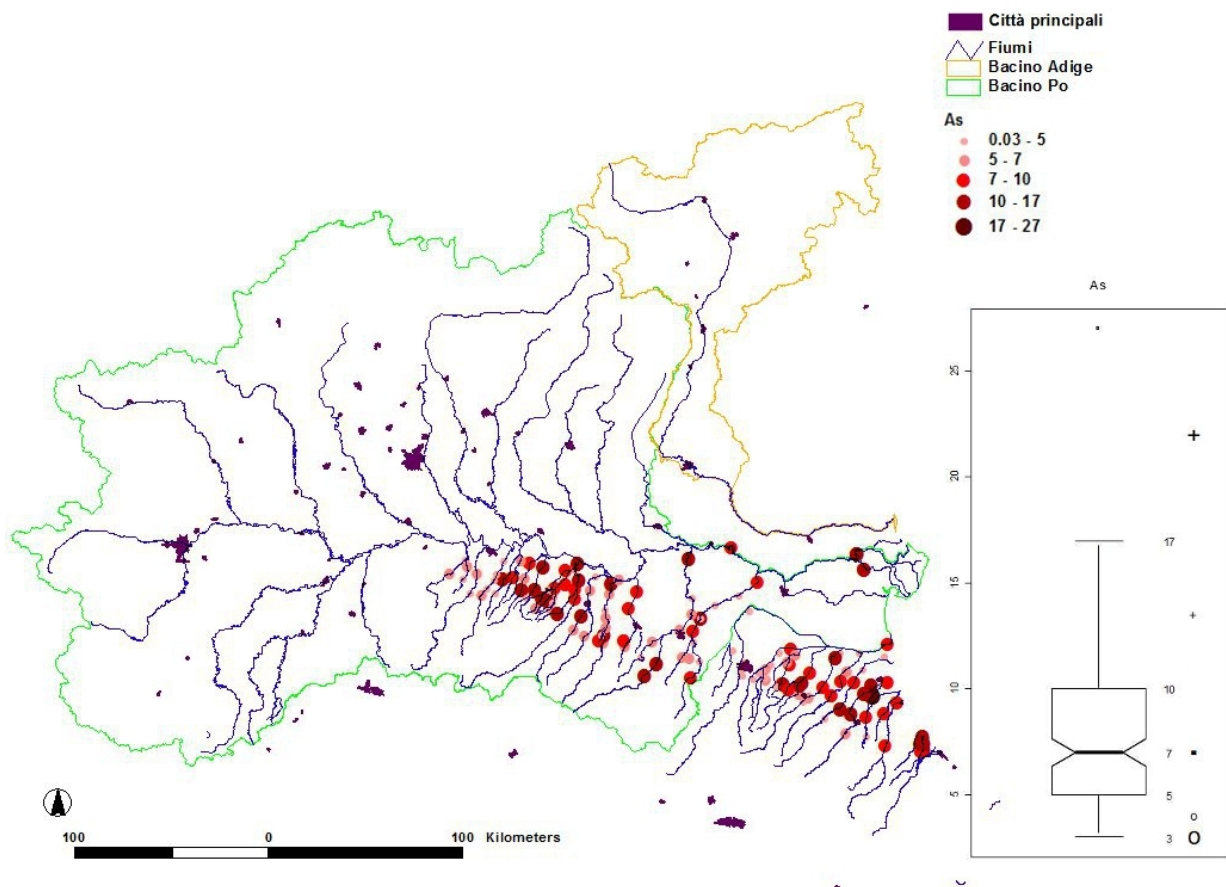 Città principali
Fiumi
Bacino Adige
Bacino Po
As
0.03 - 5
5 - 7
7 - 10
10 - 17
17 - 27
As
25
20
15
10
5
17
10
7
5
3
100
0
100
Kilometers